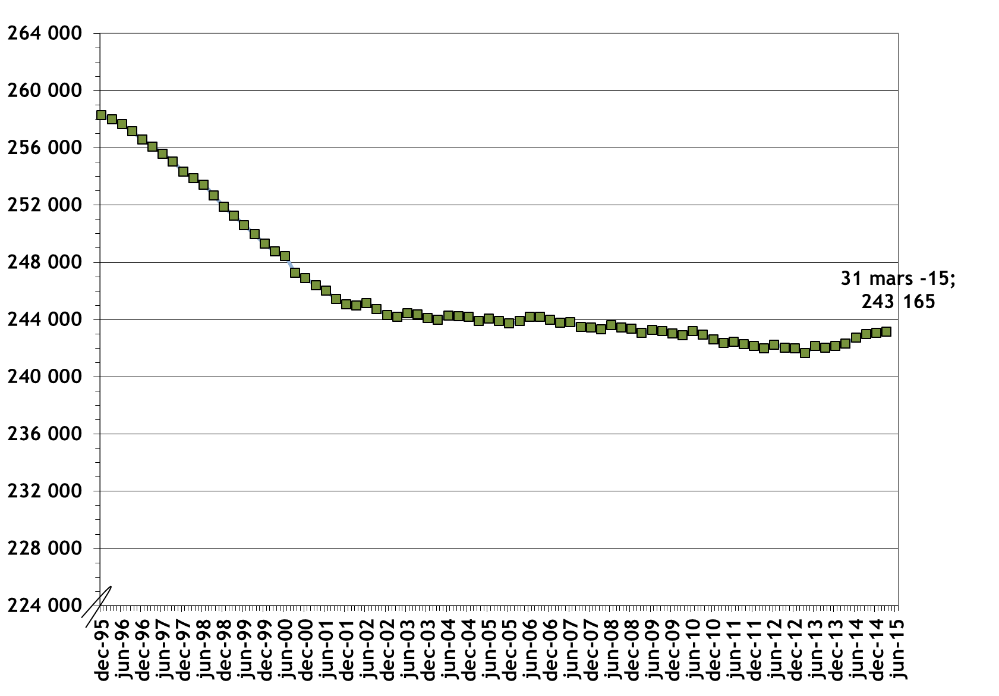 264 000
260 000
256 000
252 000
248 000
31 mars -15;
243 165
244 000
240 000
236 000
232 000
228 000
224 000
dec-95
jun-96
dec-96
jun-97
dec-97
jun-98
dec-98
jun-99
dec-99
jun-00
dec-00
jun-01
dec-01
jun-02
dec-02
jun-03
dec-03
jun-04
dec-04
jun-05
dec-05
jun-06
dec-06
jun-07
dec-07
jun-08
dec-08
jun-09
dec-09
jun-10
dec-10
jun-11
dec-11
jun-12
dec-12
jun-13
dec-13
jun-14
dec-14
jun-15